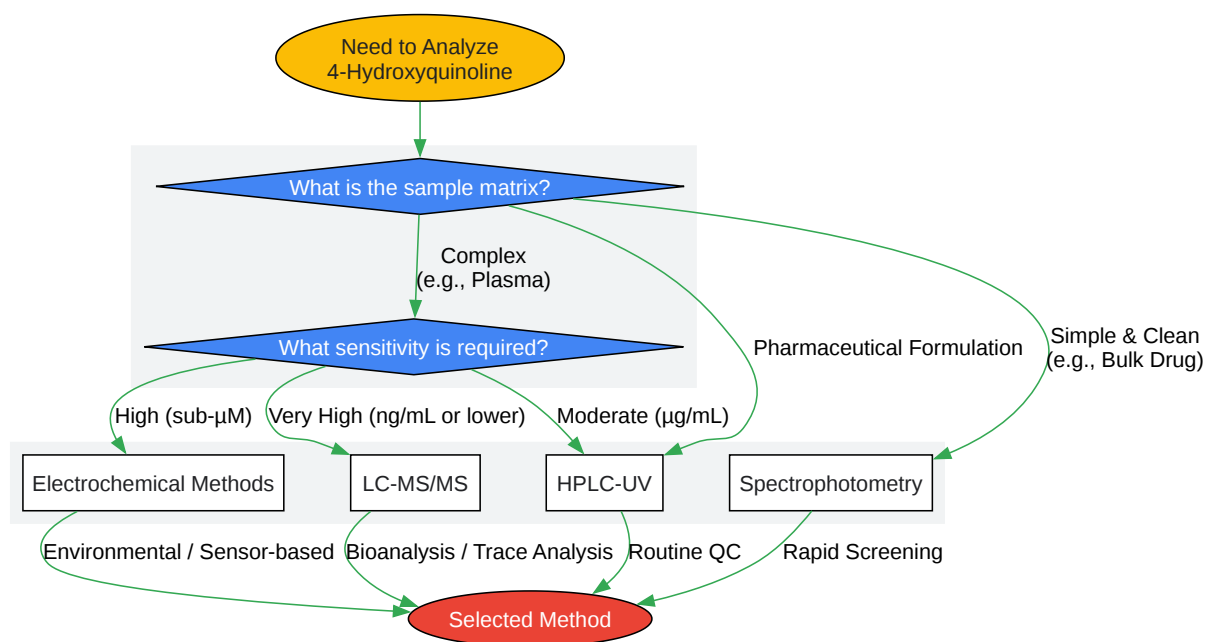 Need to Analyze
4-Hydroxyquinoline
What is the sample matrix?
Complex
(e.g., Plasma)
What sensitivity is required?
Pharmaceutical Formulation
Simple & Clean
(e.g., Bulk Drug)
High (sub-µM)
Very High (ng/mL or lower)
Moderate (µg/mL)
Electrochemical Methods
LC-MS/MS
HPLC-UV
Spectrophotometry
Environmental / Sensor-based
Bioanalysis / Trace Analysis
Routine QC
Rapid Screening
Selected Method